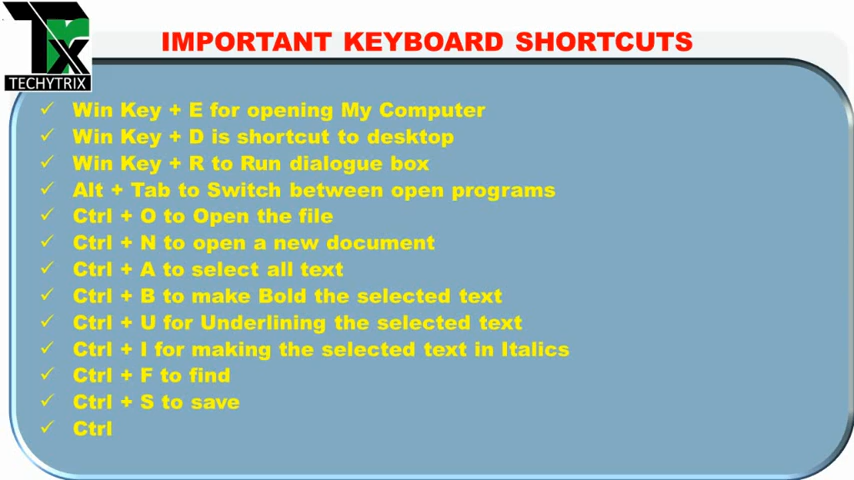 TECHYTRIX
IMPORTANT KEYBOARD SHORTCUTS
Win Key + E for opening My Computer
Win Key + D is shortcut to desktop
Win Key + R to Run dialogue box
Alt + Tab to Switch between open programs
Ctrl + O to Open the file
Ctrl + N to open a new document
Ctrl + A to select all text
Ctrl + B to make Bold the selected text
Ctrl + U for Underlining the selected text
Ctrl + I for making the selected text in Italics
Ctrl + F to find
Ctrl + S to save
Ctrl